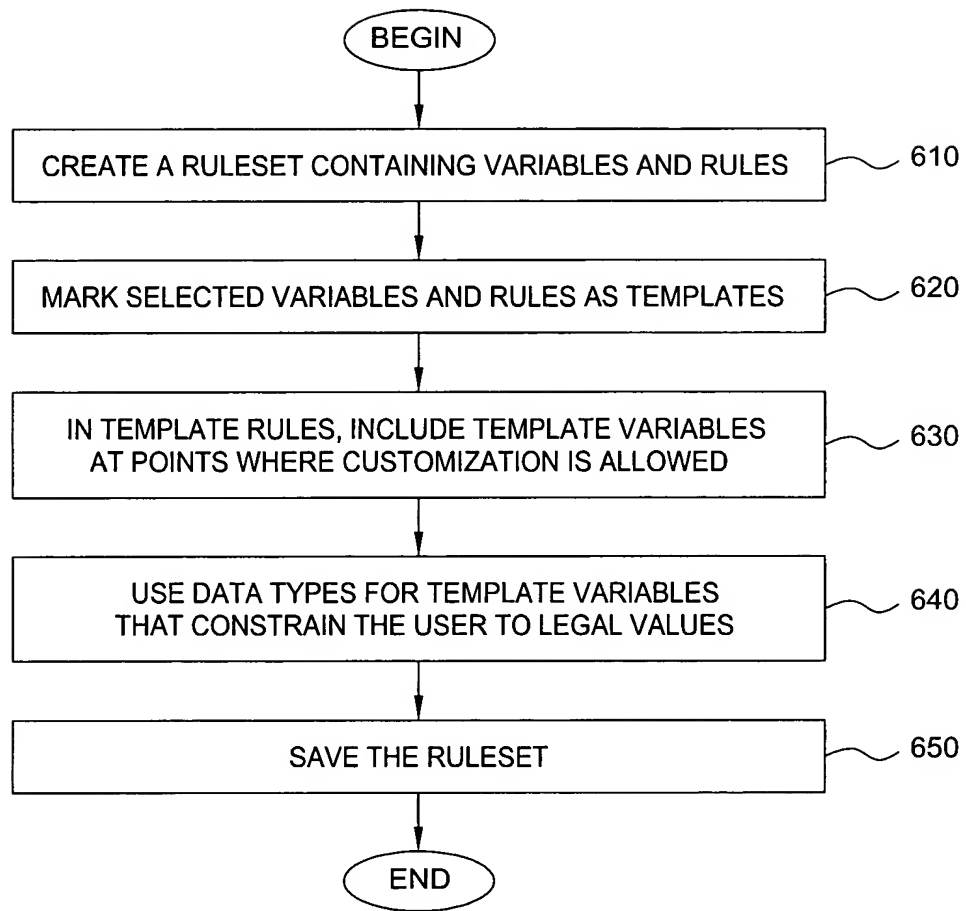 BEGIN
CREATE A RULESET CONTAINING VARIABLES AND RULES
610
MARK SELECTED VARIABLES AND RULES AS TEMPLATES
620
IN TEMPLATE RULES, INCLUDE TEMPLATE VARIABLES
AT POINTS WHERE CUSTOMIZATION IS ALLOWED
630
USE DATA TYPES FOR TEMPLATE VARIABLES
THAT CONSTRAIN THE USER TO LEGAL VALUES
640
SAVE THE RULESET
650
END